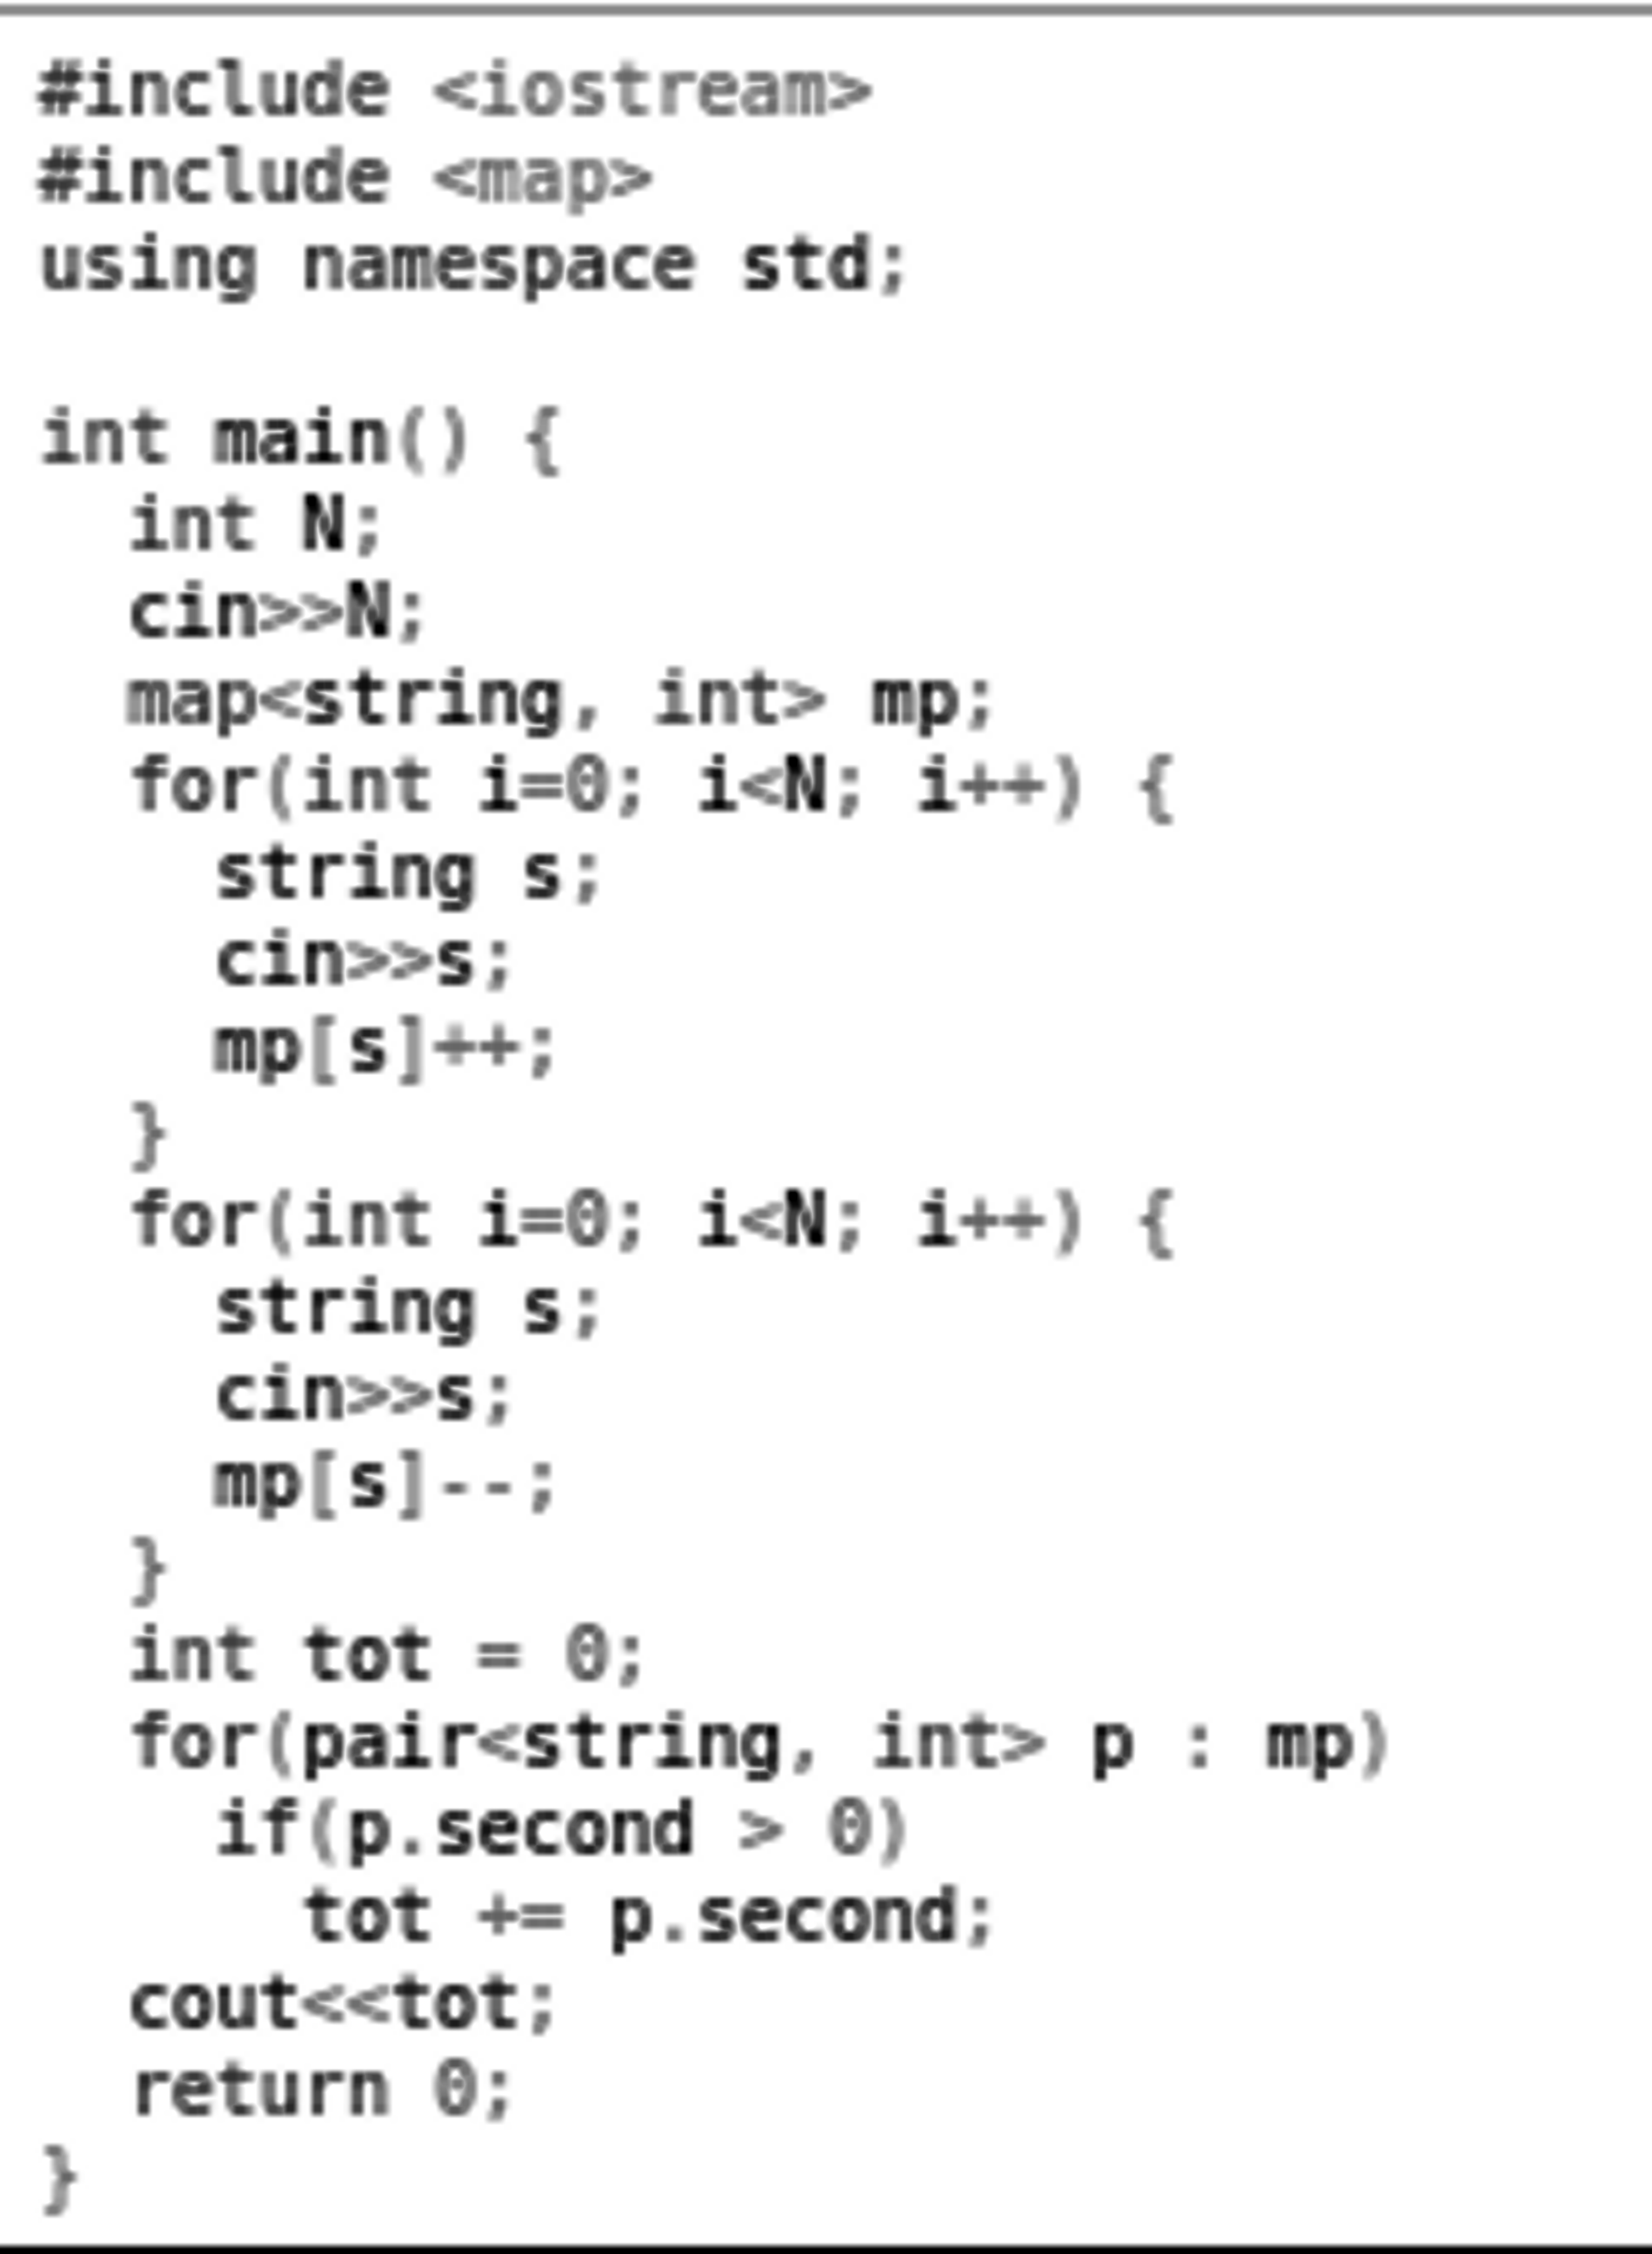 #include <iostream>
#include <map>
using namespace std;

int main() {
  int N;
  cin>>N;
  map<string, int> mp;
  for(int i=0; i<N; i++) {
    string s;
    cin>>s;
    mp[s]++;
  }
  for(int i=0; i<N; i++) {
    string s;
    cin>>s;
    mp[s]--;
  }
  int tot = 0;
  for(pair<string, int> p : mp)
    if(p.second > 0)
      tot += p.second;
  cout<<tot;
  return 0;
}